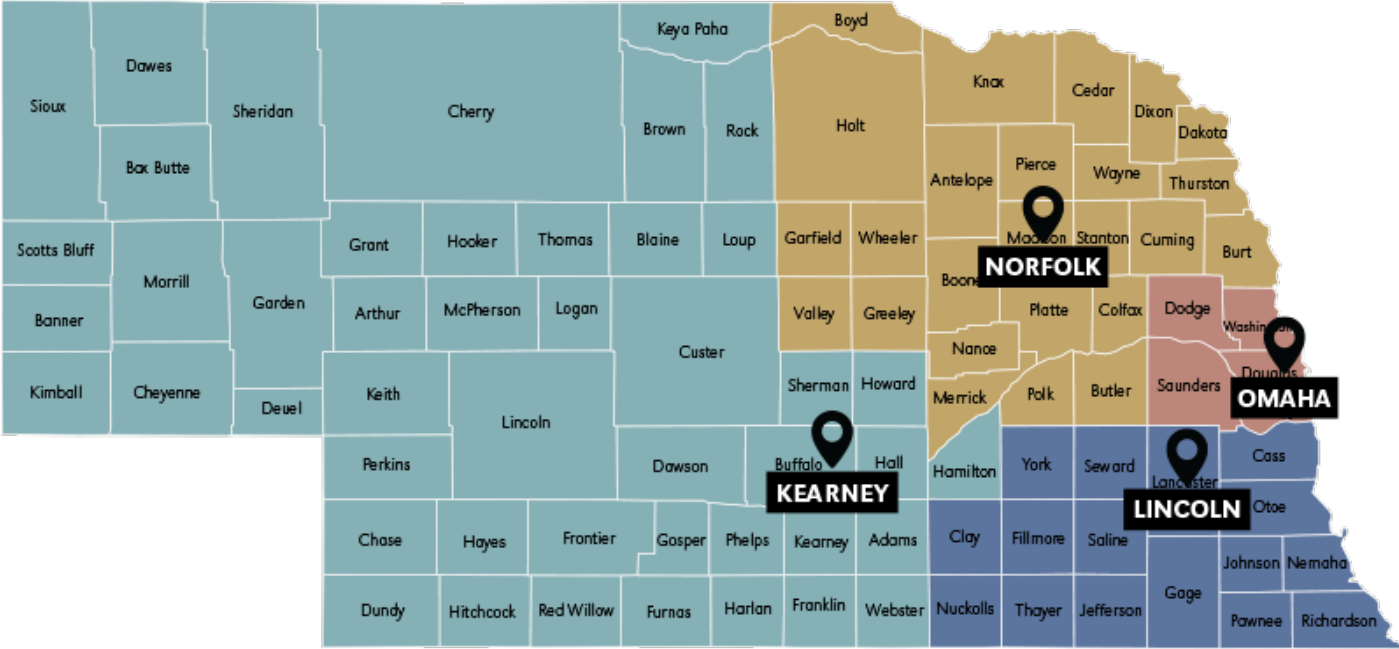 Boyd
Keya Paha
Dawes
Knox
Cedar
Sioux
Sheridan
Cherry
Dixon
Holt
Brown
Rock
Dakota
Box Butte
Pierce
Wayne
Antelope
Thurston
Scotts Bluff
Grant
Hooker
Thomas
Blaine
Loup
Garfield
Wheeler
Madison
Stanton
Cuming
Burt
NORFOLK
Morrill
Boone
Garden
Banner
Arthur
McPherson
Logan
Valley
Greeley
Platte
Colfax
Dodge
Washington
Nance
Custer
Douglas
Kimball
Cheyenne
Keith
Sherman
Howard
Merrick
Polk
Butler
Saunders
OMAHA
Deuel
Lincoln
Perkins
Dawson
Buffalo
Hall
Hamilton
York
Seward
Cass
Lancaster
KEARNEY
LINCOLN
Otoe
Chase
Hayes
Frontier
Gosper
Phelps
Kearney
Adams
Clay
Fillmore
Saline
Johnson
Nemaha
Gage
Dundy
Hitchcock
Red Willow
Furnas
Harlan
Franklin
Webster
Nuckolls
Thayer
Jefferson
Pawnee
Richardson